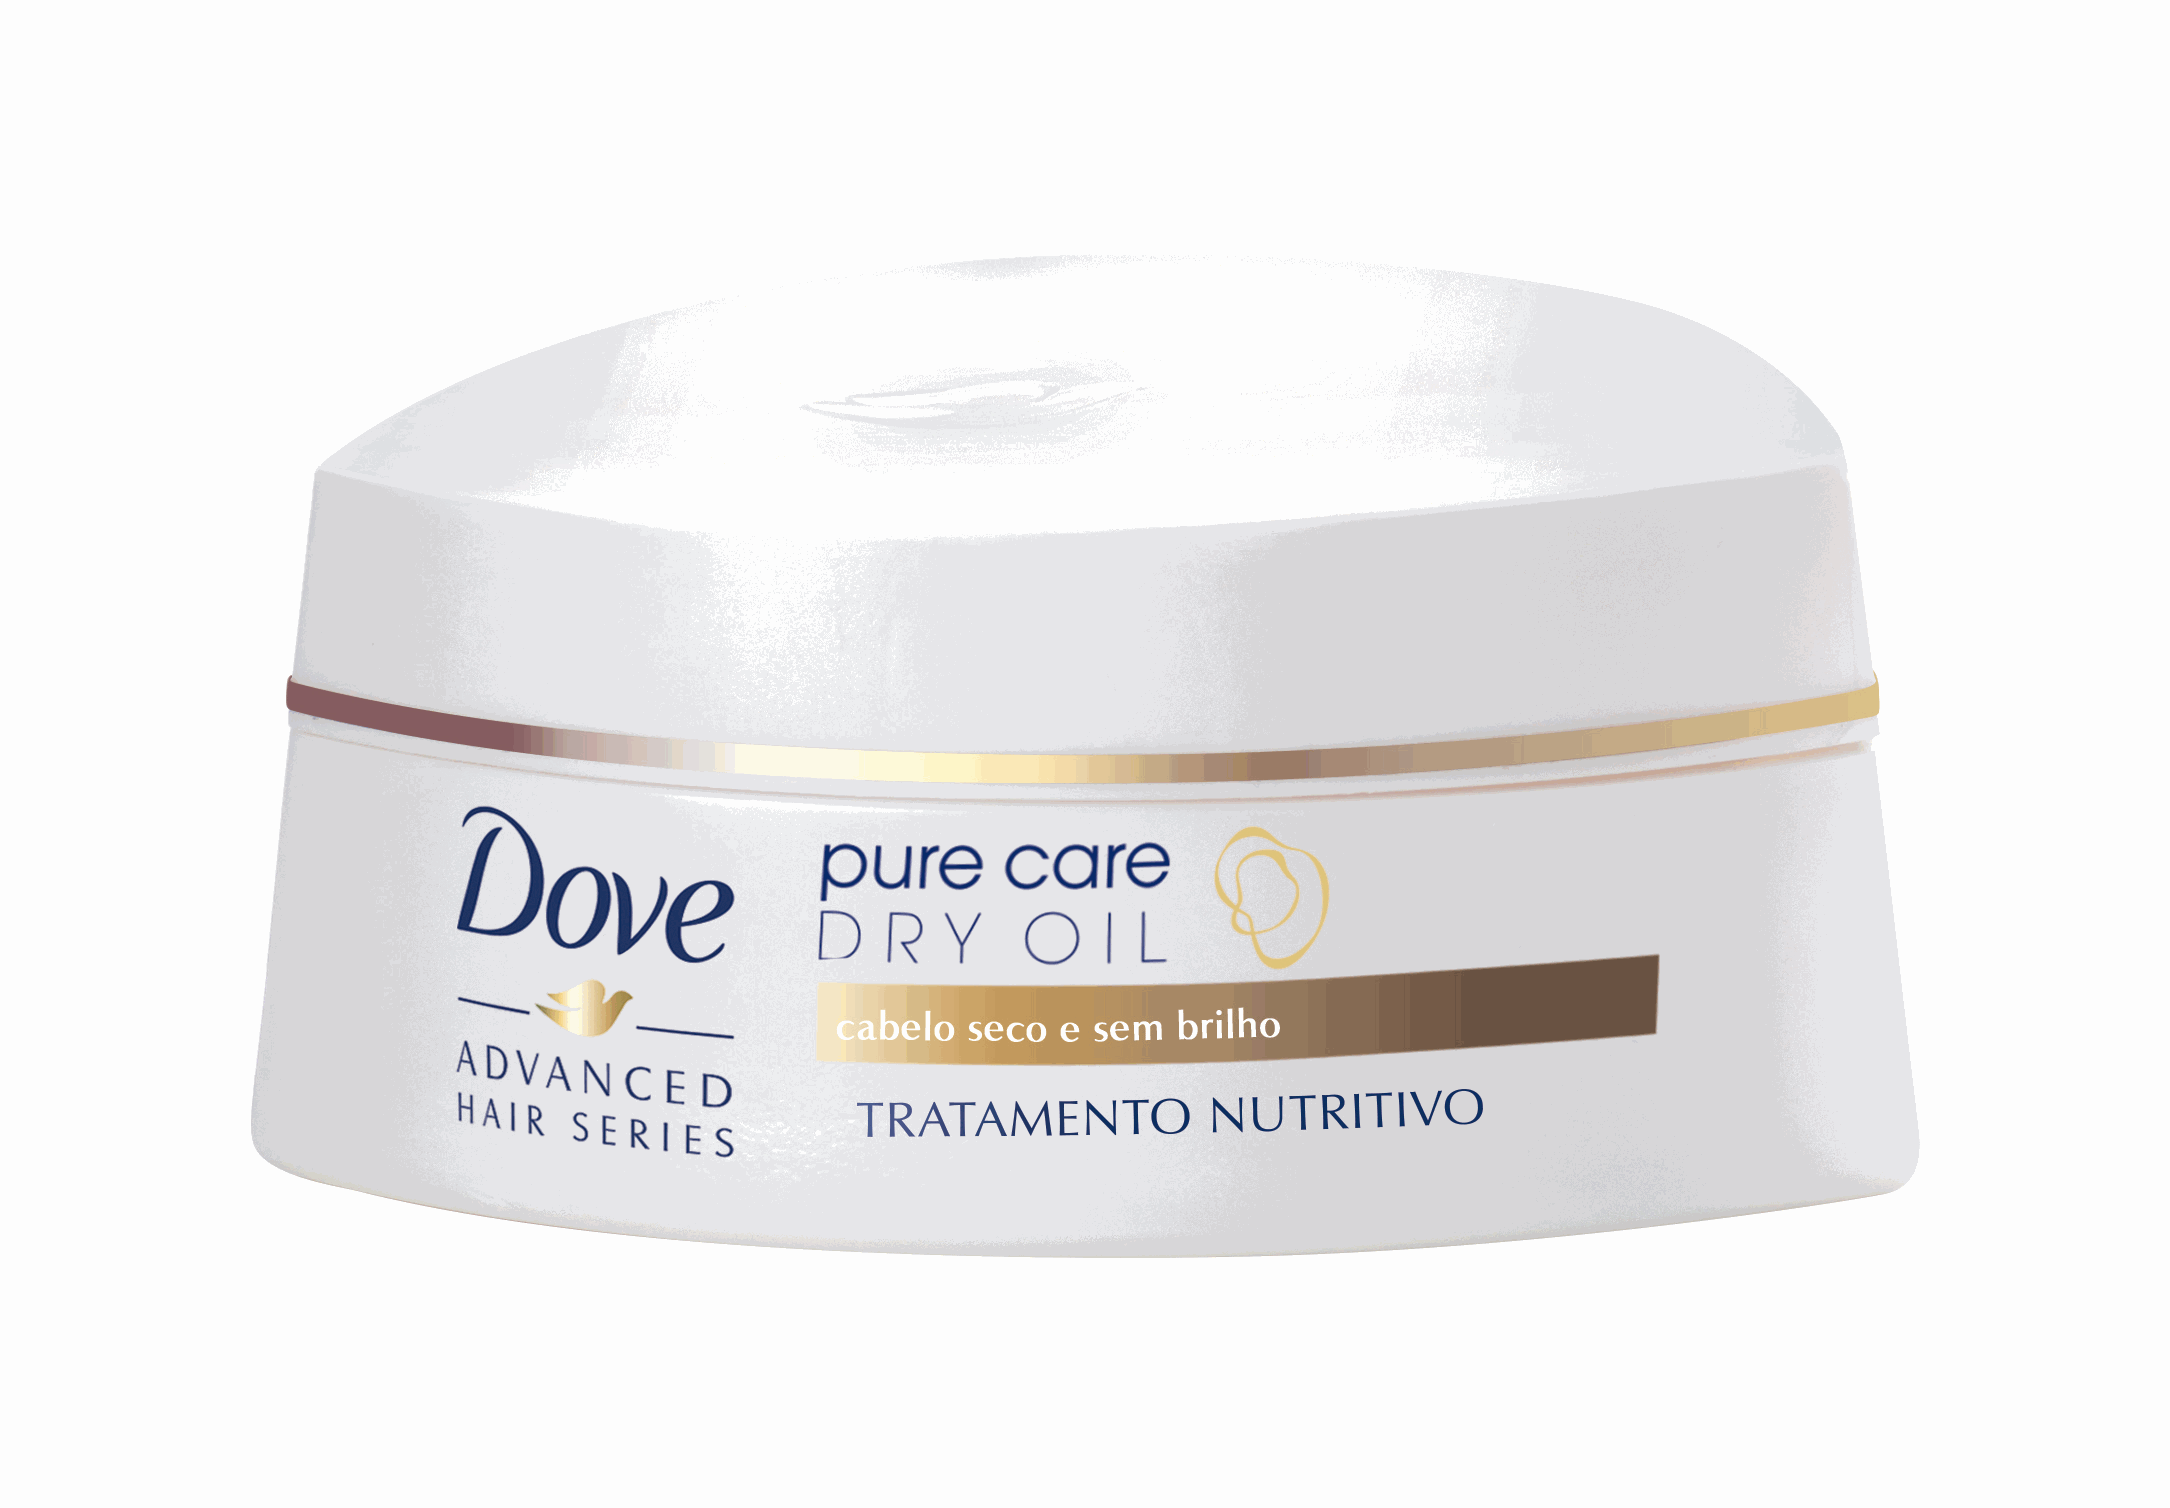 Dove
ADVANCED
HAIR SERIES
pure care
DRY OIL
cabelo seco e sem brilho
TRATAMENTO NUTRITIVO